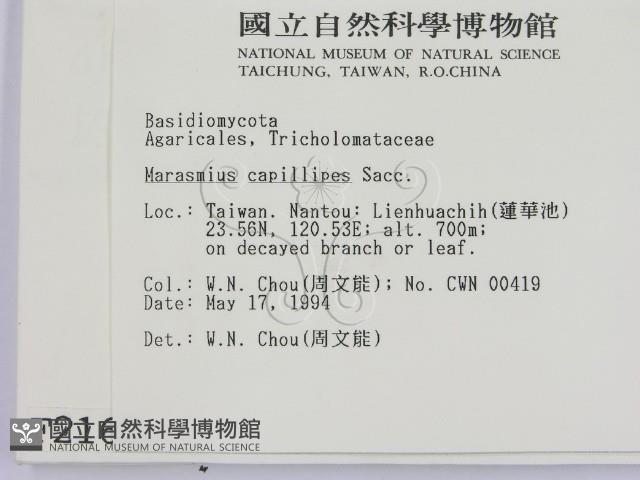 國立自然科學博物館
NATIONAL MUSEUM OF NATURAL SCIENCE
TAICHUNG, TAIWAN, R.O.CHINA
Basidiomycota
Agaricales, Tricholomataceae
Marasmius capillipes Sacc.
Loc.: Taiwan. Nantou: Lienhuachih(蓮華池)
23.56N, 120.53E; alt. 700m;
on decayed branch or leaf.
Col.: W.N. Chou(周文能); No. CWN 00419
Date: May 17, 1994
Det.: W.N. Chou(周文能)
F216
國立自然科學博物館
NATIONAL MUSEUM OF NATURAL SCIENCE